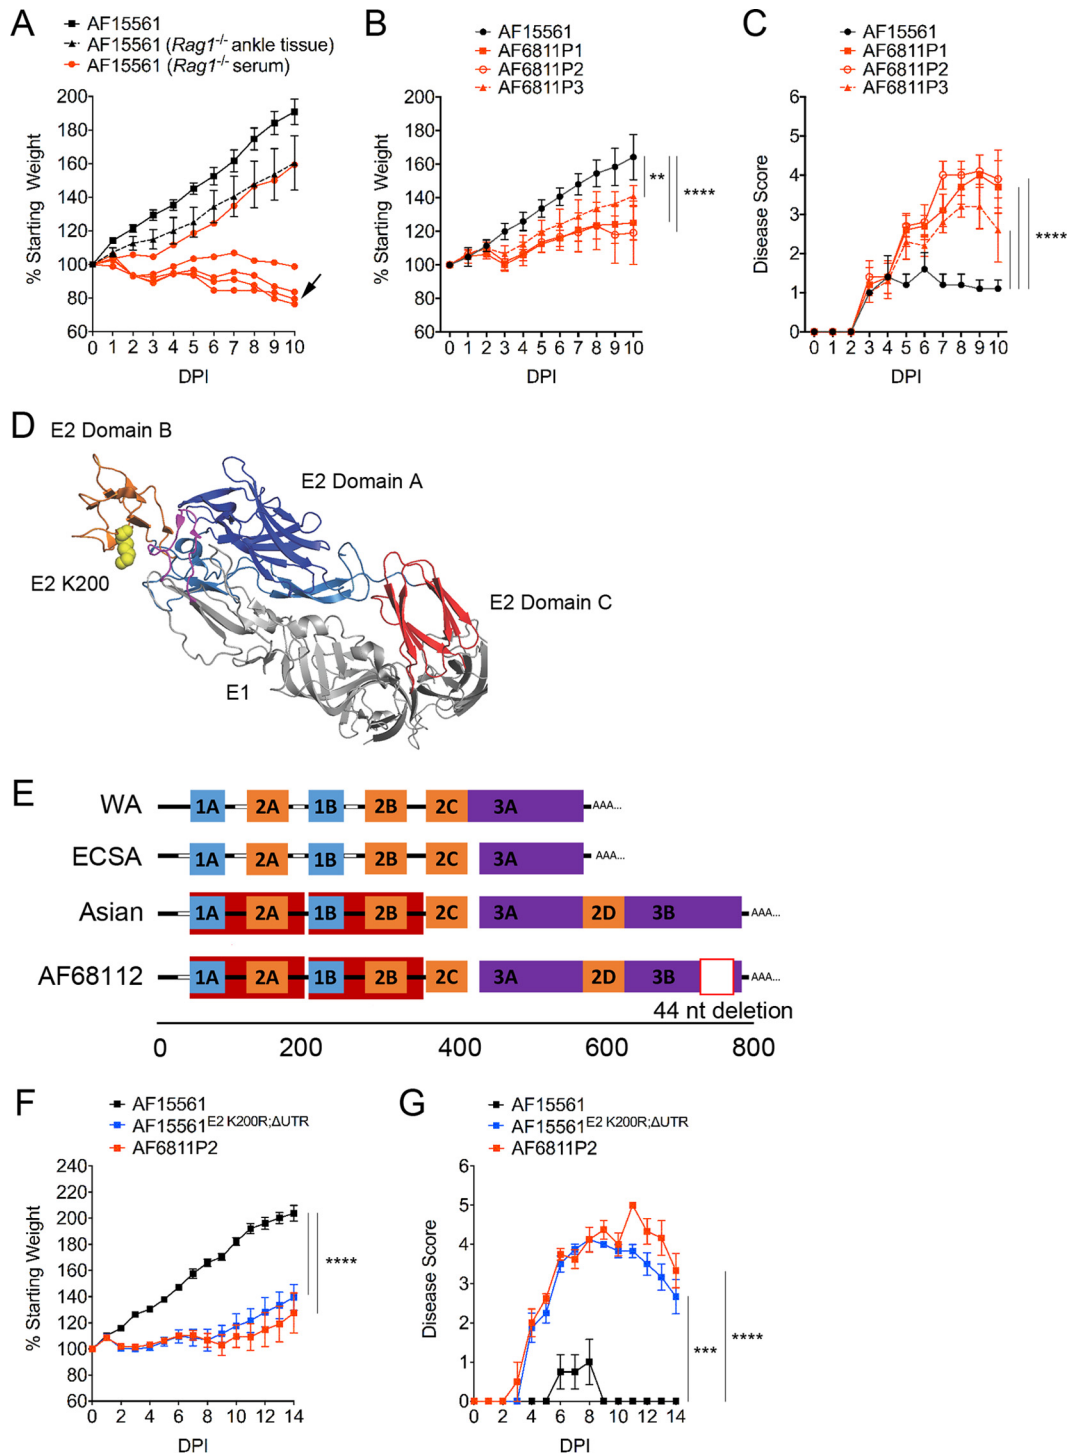 A
AF15561
AF15561 (Rag1-/- ankle tissue)
AF15561 (Rag1-/- serum)
% Starting Weight
200
180
160
140
120
100
80
60
0 1 2 3 4 5 6 7 8 9 10
DPI
B
AF15561
AF6811P1
AF6811P2
AF6811P3
% Starting Weight
200
180
160
140
120
100
80
60
**
****
0 1 2 3 4 5 6 7 8 9 10
DPI
C
AF15561
AF6811P1
AF6811P2
AF6811P3
Disease Score
6
5
4
3
2
1
0
****
0 1 2 3 4 5 6 7 8 9 10
DPI
D
E2 Domain B
E2 Domain A
E2 K200
E2 Domain C
E1
E
WA 1A 2A 1B 2B 2C 3A AAA...
ECSA 1A 2A 1B 2B 2C 3A AAA...
Asian 1A 2A 1B 2B 2C 3A 2D 3B AAA...
AF68112 1A 2A 1B 2B 2C 3A 2D 3B AAA...
44 nt deletion
0 200 400 600 800
F
AF15561
AF15561E2 K200R;ΔUTR
AF6811P2
% Starting Weight
240
220
200
180
160
140
120
100
80
60
****
0 2 4 6 8 10 12 14
DPI
G
AF15561
AF15561E2 K200R;ΔUTR
AF6811P2
Disease Score
6
5
4
3
2
1
0
***
****
0 2 4 6 8 10 12 14
DPI